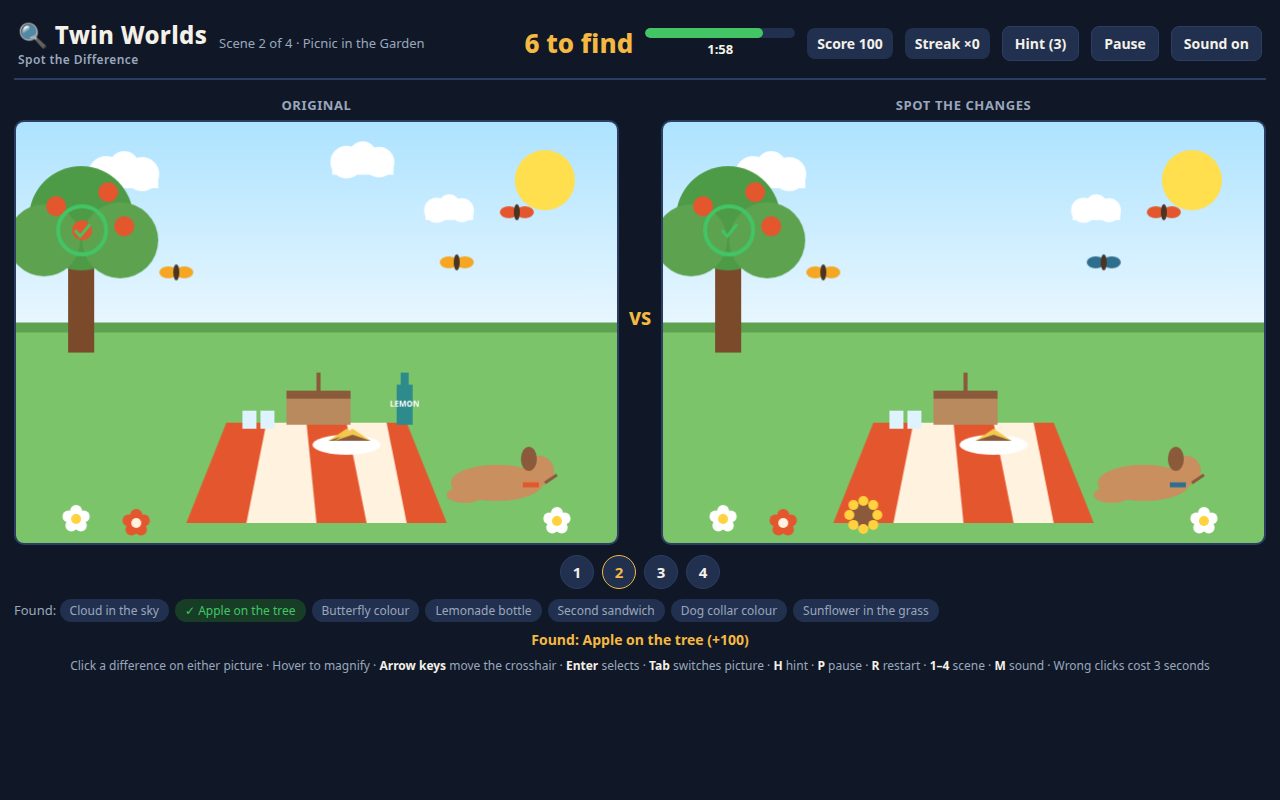 🔍 Twin Worlds
Spot the Difference
Scene 2 of 4 · Picnic in the Garden
6 to find
1:58
Score 100
Streak ×0
Hint (3)
Pause
Sound on
ORIGINAL
SPOT THE CHANGES
LEMON
VS
1 2 3 4
Found: Cloud in the sky ✓ Apple on the tree Butterfly colour Lemonade bottle Second sandwich Dog collar colour Sunflower in the grass
Found: Apple on the tree (+100)
Click a difference on either picture · Hover to magnify · Arrow keys move the crosshair · Enter selects · Tab switches picture · H hint · P pause · R restart · 1–4 scene · M sound · Wrong clicks cost 3 seconds